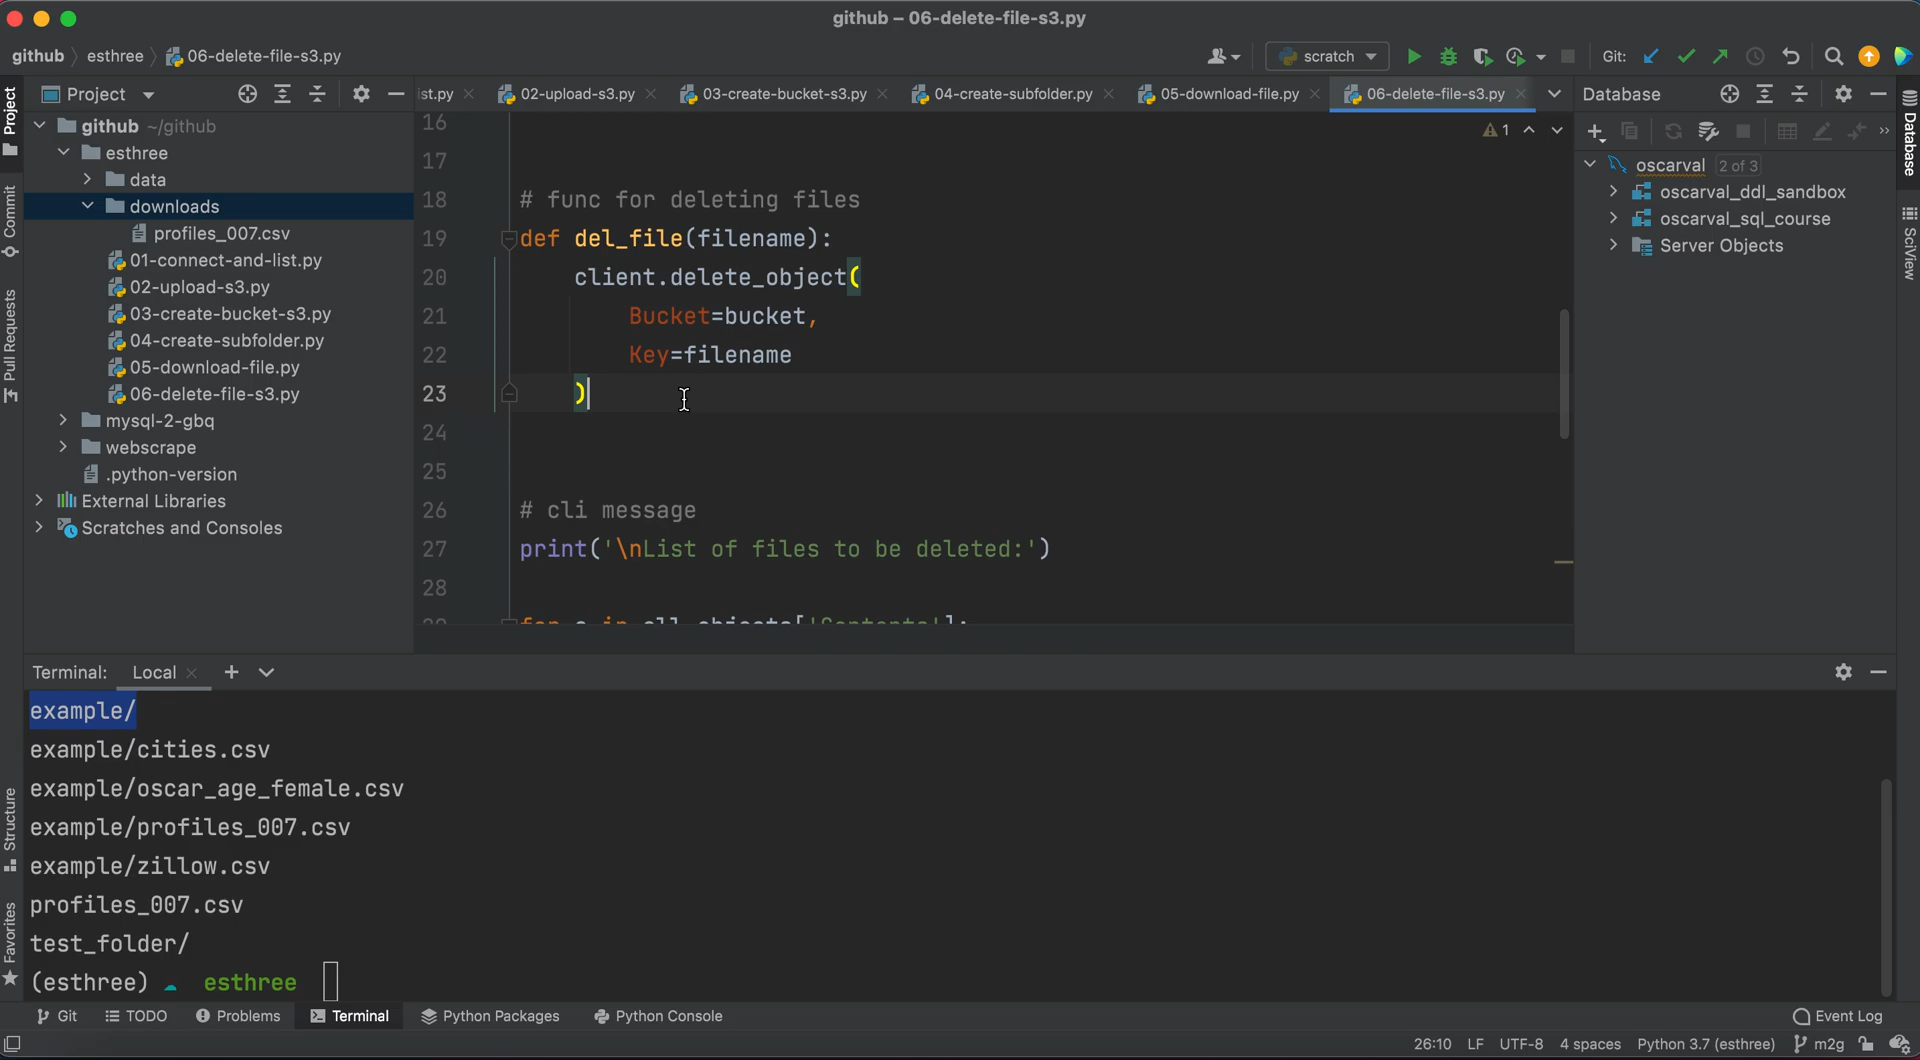 github – 06-delete-file-s3.py
github esthree 06-delete-file-s3.py
scratch
Git:
Project
ist.py 02-upload-s3.py 03-create-bucket-s3.py 04-create-subfolder.py 05-download-file.py 06-delete-file-s3.py
Database
Project
Commit
Pull Requests
Structure
Favorites
github ~/github
esthree
data
downloads
profiles_007.csv
01-connect-and-list.py
02-upload-s3.py
03-create-bucket-s3.py
04-create-subfolder.py
05-download-file.py
06-delete-file-s3.py
mysql-2-gbq
webscrape
.python-version
External Libraries
Scratches and Consoles
1
16
17
18 # func for deleting files
19 def del_file(filename):
20 client.delete_object(
21 Bucket=bucket,
22 Key=filename
23 )
24
25
26 # cli message
27 print('\nList of files to be deleted:')
28
oscarval 2 of 3
oscarval_ddl_sandbox
oscarval_sql_course
Server Objects
Database
SciView
Terminal: Local
example/
example/cities.csv
example/oscar_age_female.csv
example/profiles_007.csv
example/zillow.csv
profiles_007.csv
test_folder/
(esthree) esthree
Git TODO Problems Terminal Python Packages Python Console Event Log
26:10 LF UTF-8 4 spaces Python 3.7 (esthree) m2g